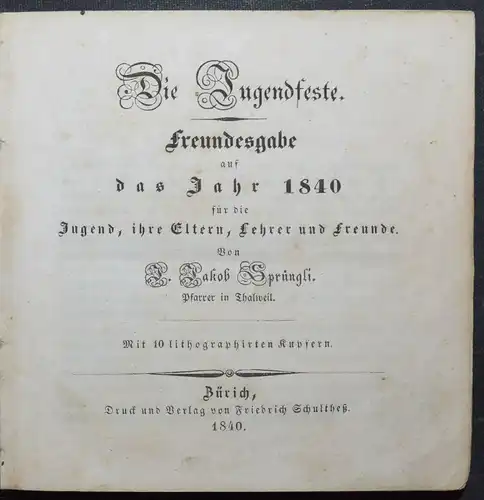 Die Jugendfeste.
Freundesgabe
auf
das Jahr 1840
für die
Jugend, ihre Eltern, Lehrer und Freunde.
Von
J. Jakob Sprüngli.
Pfarrer in Thalweil.
Mit 10 lithographirten Kupfern.
Zürich,
Druck und Verlag von Friedrich Schultheß.
1840.